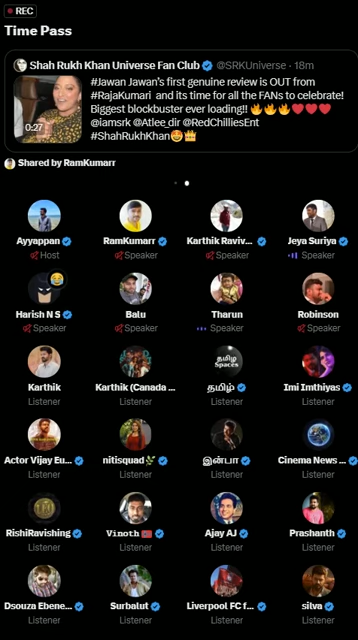 REC
Time Pass
Shah Rukh Khan Universe Fan Club @SRKUniverse · 18m
#Jawan Jawan's first genuine review is OUT from
#RajaKumari and its time for all the FANs to celebrate!
Biggest blockbuster ever loading!! 🔥🔥🔥❤️❤️❤️
@iamsrk @Atlee_dir @RedChilliesEnt
#ShahRukhKhan🤩👑
0:27
Shared by RamKumarr
Ayyappan RamKumarr Karthik Raviv... Jeya Suriya
Host Speaker Speaker Speaker
Harish N S Balu Tharun Robinson
Speaker Speaker Speaker Speaker
தமிழ்
Spaces
Karthik Karthik (Canada ... தமிழ் Imi Imthiyas
Listener Listener Listener Listener
Actor Vijay Eu... nitisquad🌿 இன்பா Cinema News ...
Listener Listener Listener Listener
RishiRavishing Vinoth Ajay AJ Prashanth
Listener Listener Listener Listener
Dsouza Ebene... Surbalut Liverpool FC f... silva
Listener Listener Listener Listener